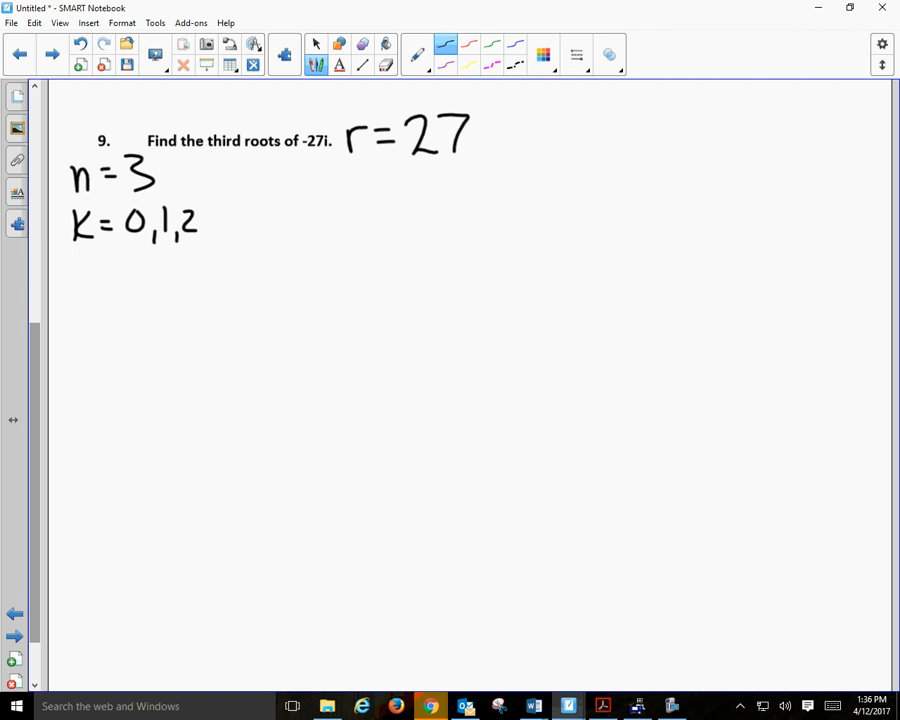 Untitled * - SMART Notebook
File Edit View Insert Format Tools Add-ons Help
9. Find the third roots of -27i. r = 27
n = 3
k = 0, 1, 2
Search the web and Windows
1:36 PM
4/12/2017